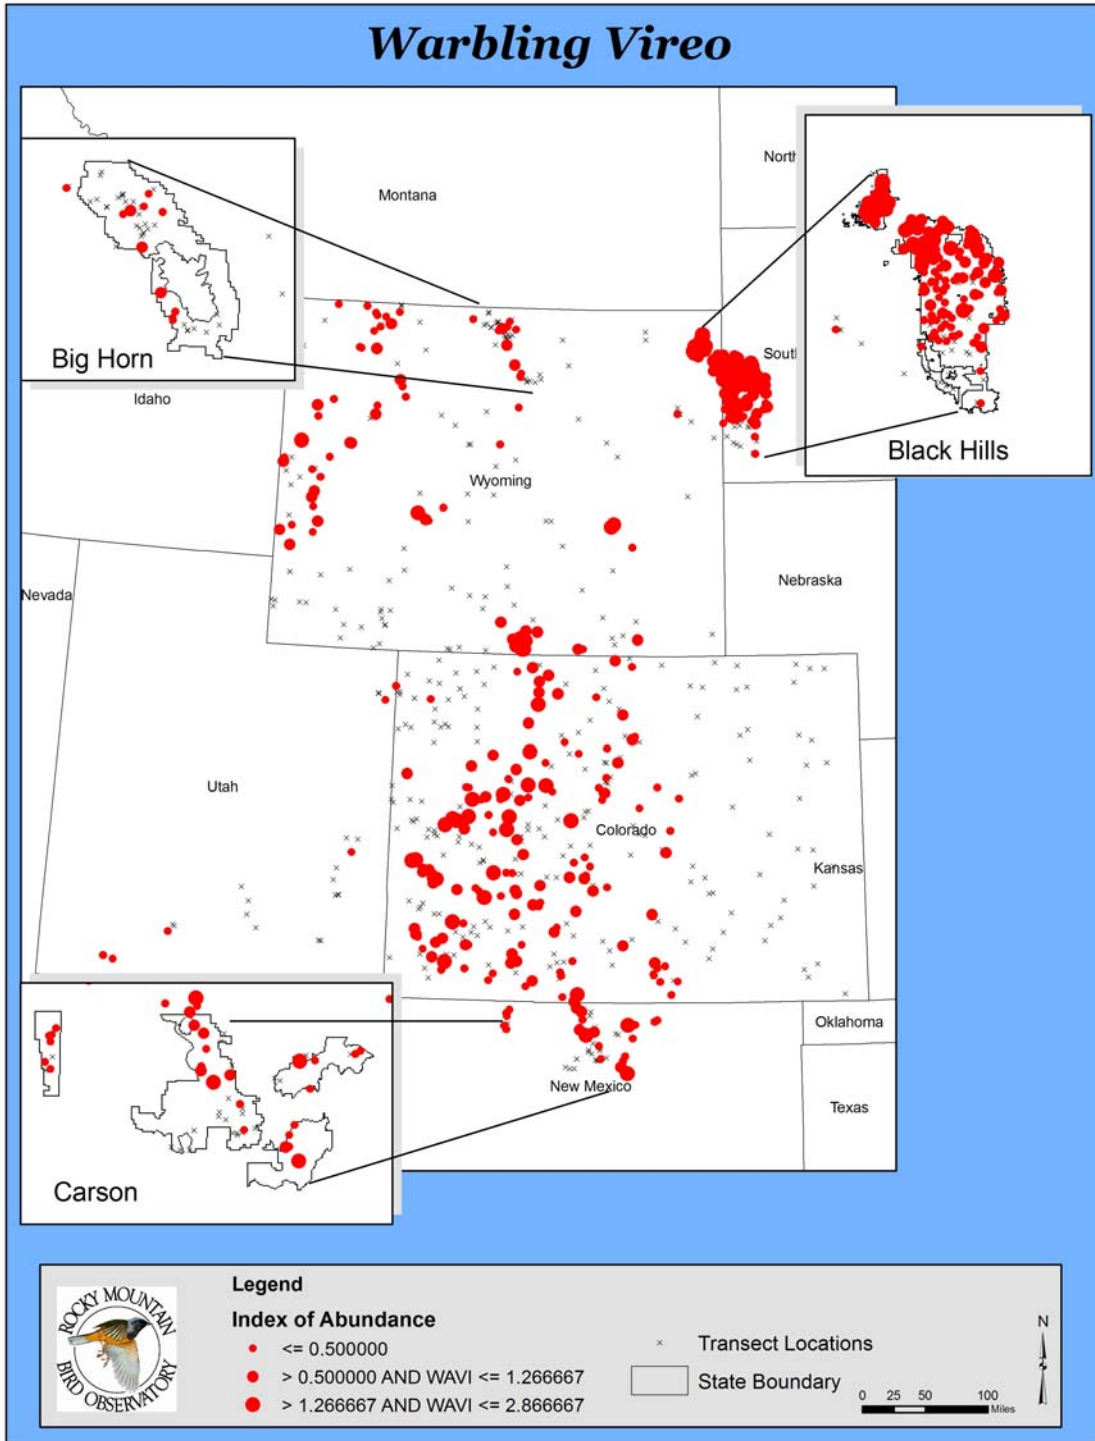 Warbling Vireo
North
Montana
Big Horn
Idaho
South
Black Hills
Wyoming
Nebraska
Nevada
Utah
Colorado
Kansas
Oklahoma
New Mexico
Texas
Carson
Legend
Index of Abundance
<= 0.500000
> 0.500000 AND WAVI <= 1.266667
> 1.266667 AND WAVI <= 2.866667
× Transect Locations
State Boundary
ROCKY MOUNTAIN
BIRD OBSERVATORY
N
0 25 50 100
Miles